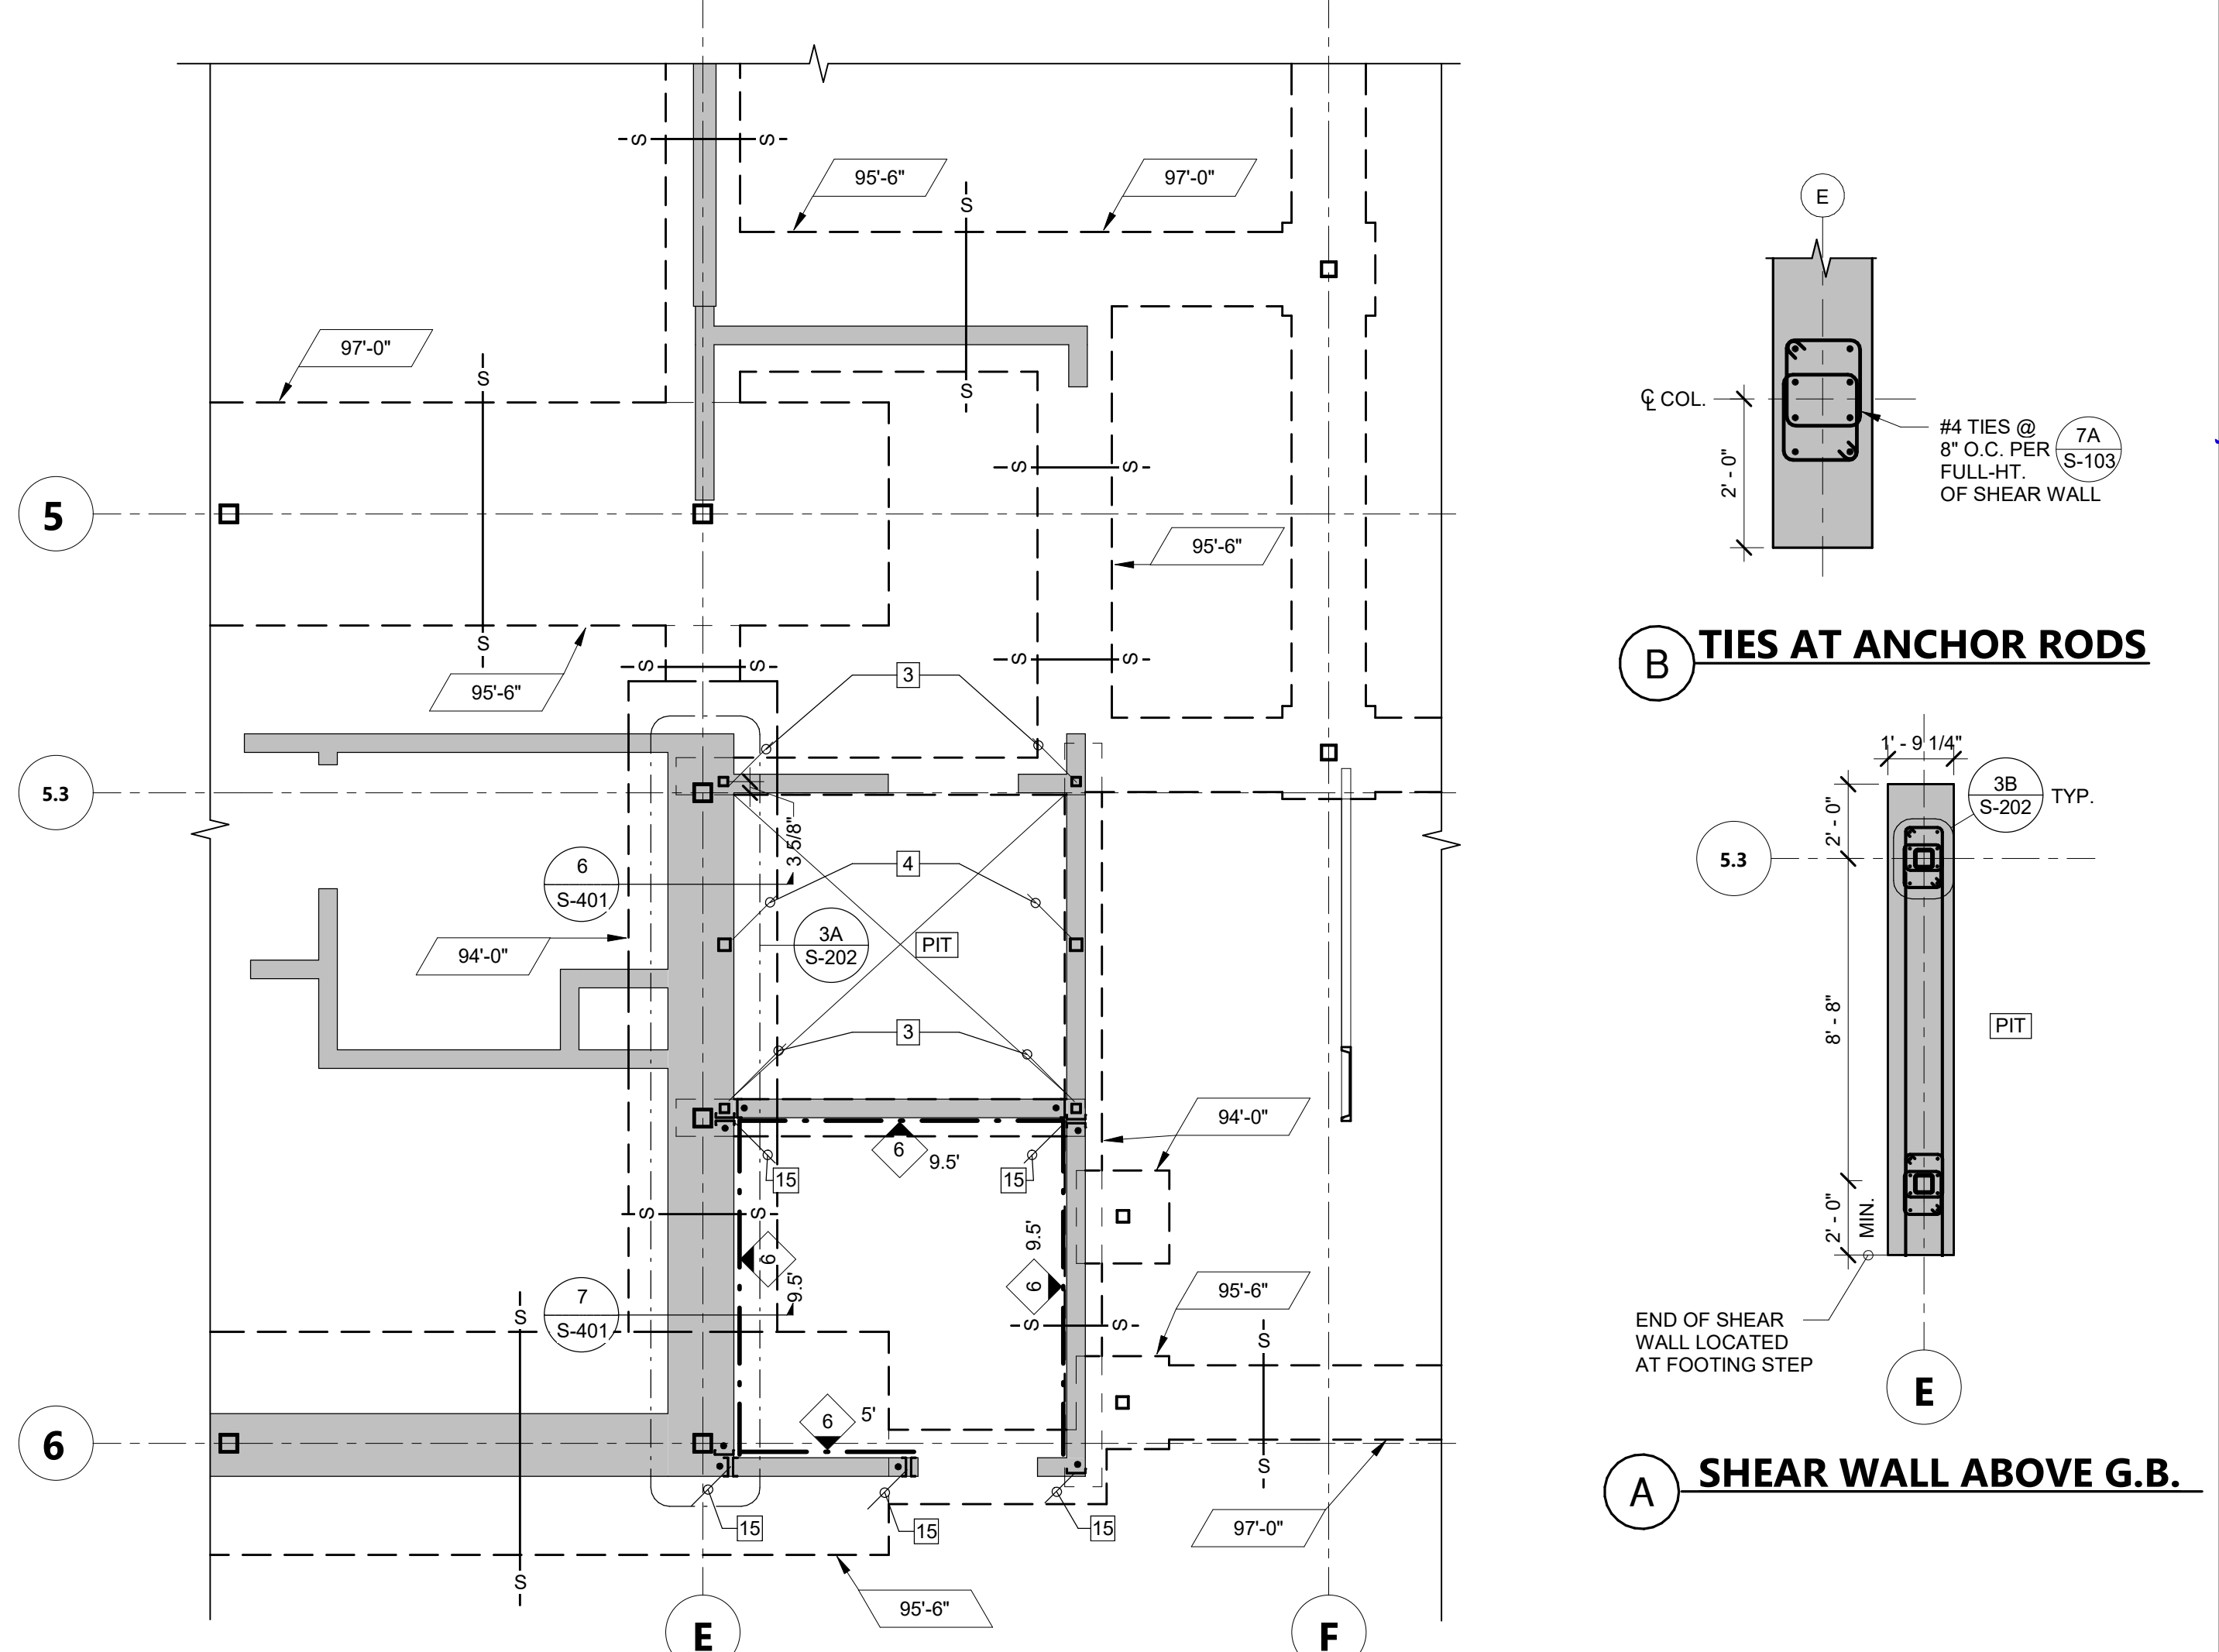 S
S
95'-6"
97'-0"
S
S
97'-0"
S
S
S
S
95'-6"
5
S
S
S
95'-6"
S
S
3
5.3
3 5/8"
6
S-401
4
3A
S-202
PIT
94'-0"
3
94'-0"
6
9.5'
15
15
S
S
6
9.5'
9.5'
6
95'-6"
7
S-401
S
S
S
S
6
5'
6
S
S
15
15
15
97'-0"
95'-6"
E
F
E
℄ COL.
2' - 0"
#4 TIES @
8" O.C. PER
FULL-HT.
OF SHEAR WALL
7A
S-103
B
TIES AT ANCHOR RODS
1' - 9 1/4"
3B
S-202
TYP.
2' - 0"
5.3
8' - 8"
PIT
2' - 0"
MIN.
END OF SHEAR
WALL LOCATED
AT FOOTING STEP
E
A
SHEAR WALL ABOVE G.B.